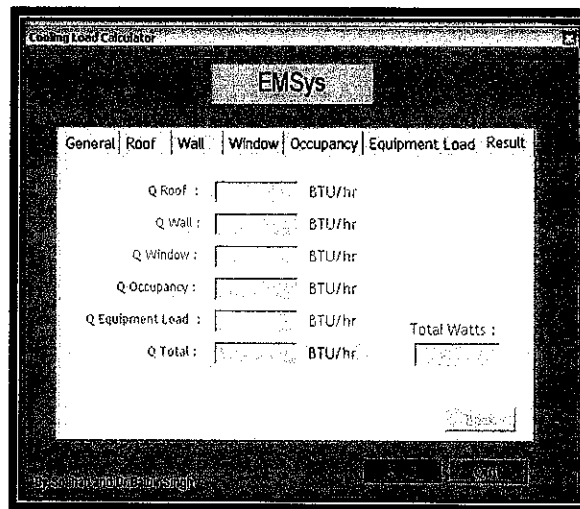 Cooling Load Calculator
EMSys
General Roof Wall Window Occupancy Equipment Load Result
Q Roof : BTU/hr
Q Wall : BTU/hr
Q Window : BTU/hr
Q Occupancy : BTU/hr
Q Equipment Load : BTU/hr
Total Watts :
Q Total : BTU/hr